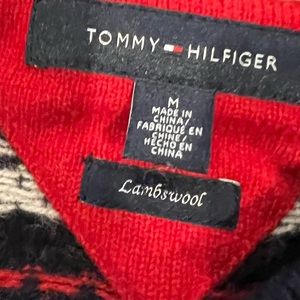 TOMMY HILFIGER
M
MADE IN
CHINA/
FABRIQUÉ EN
CHINE/
HECHO EN
CHINA
Lambswool